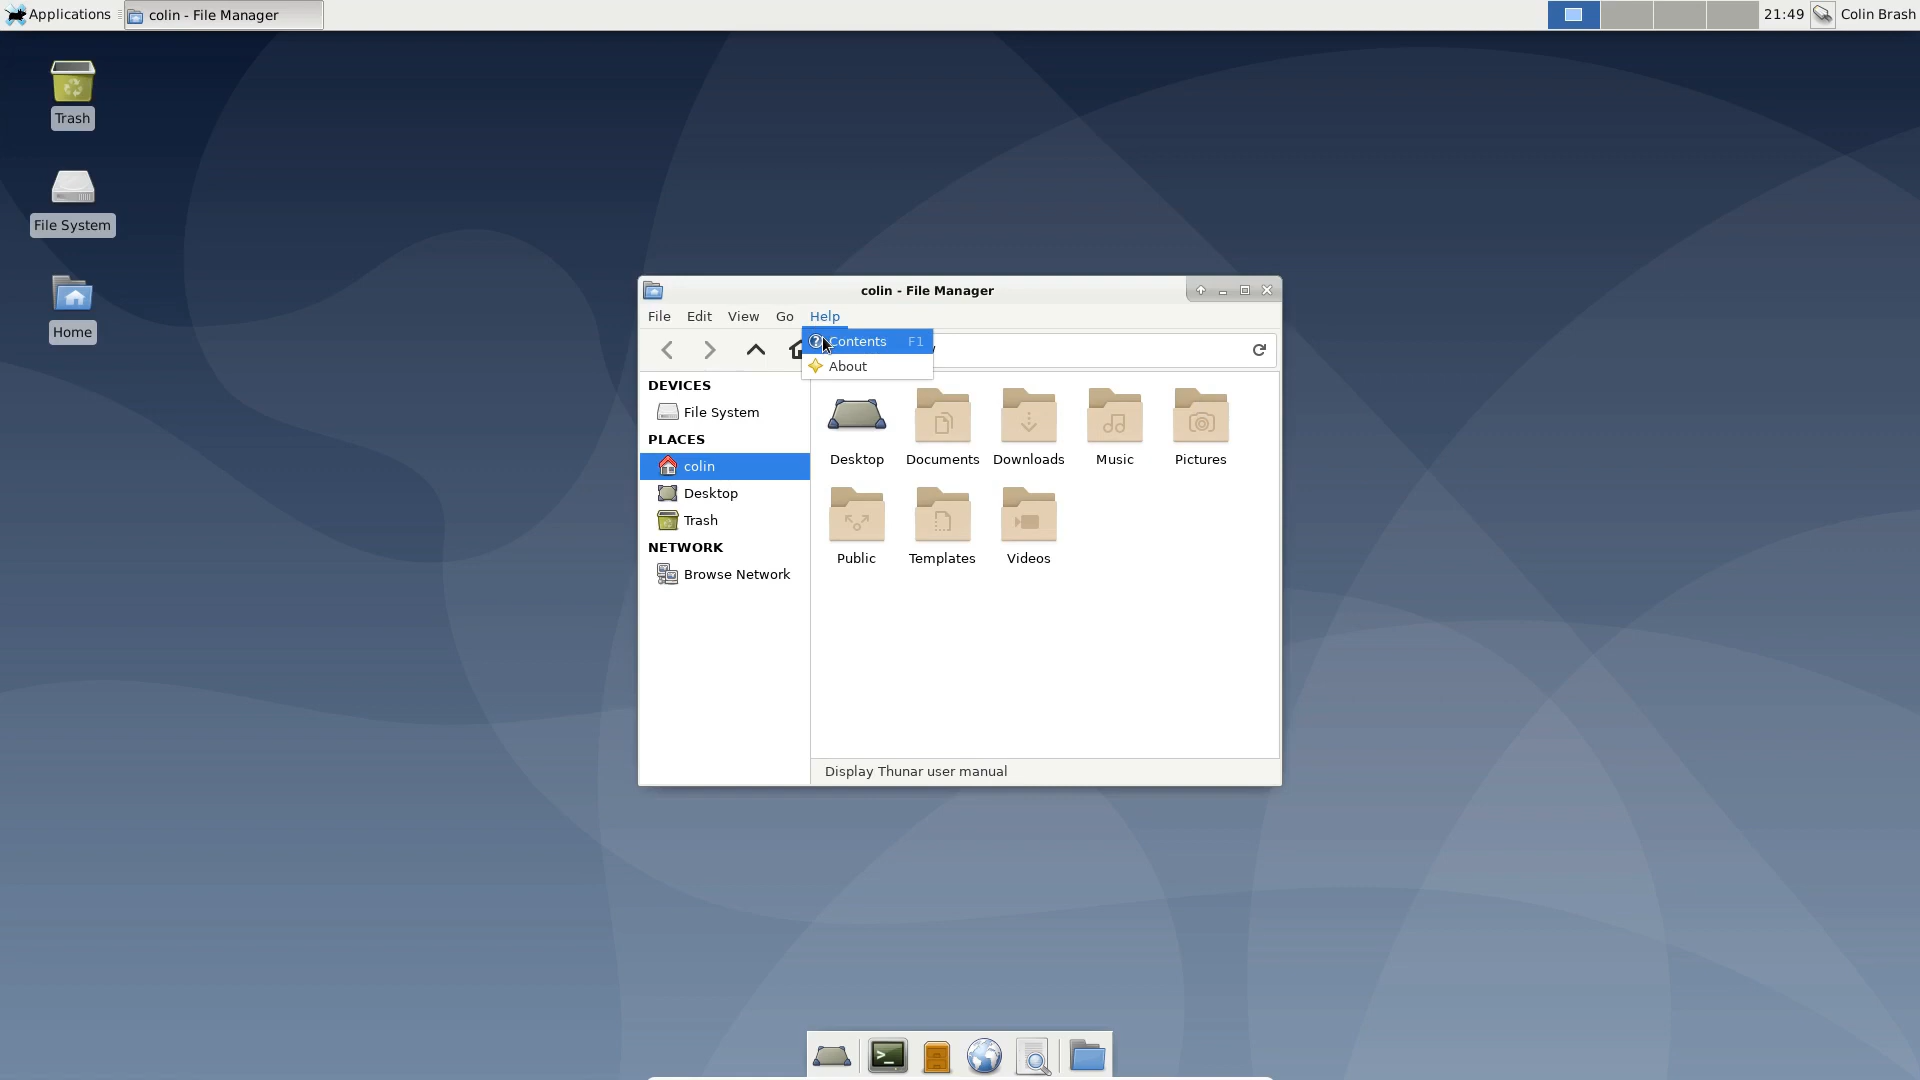 Applications
colin - File Manager
21:49
Colin Brash
Trash
File System
Home
colin - File Manager
File Edit View Go Help
Contents F1
About
DEVICES
File System
PLACES
colin
Desktop
Trash
NETWORK
Browse Network
Desktop Documents Downloads Music Pictures
Public Templates Videos
Display Thunar user manual